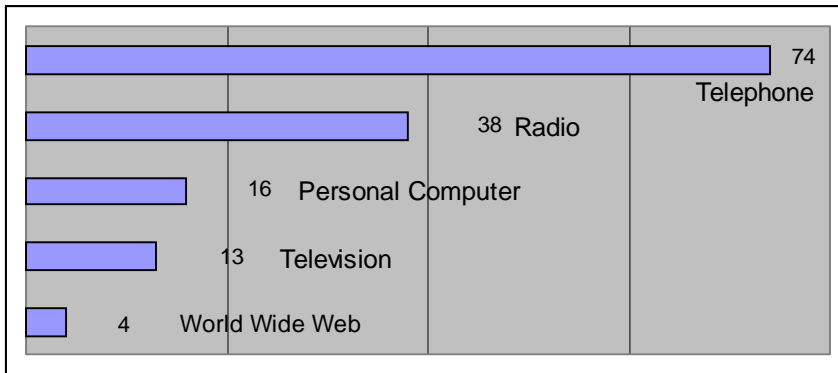 74
Telephone
38 Radio
16 Personal Computer
13 Television
4 World Wide Web